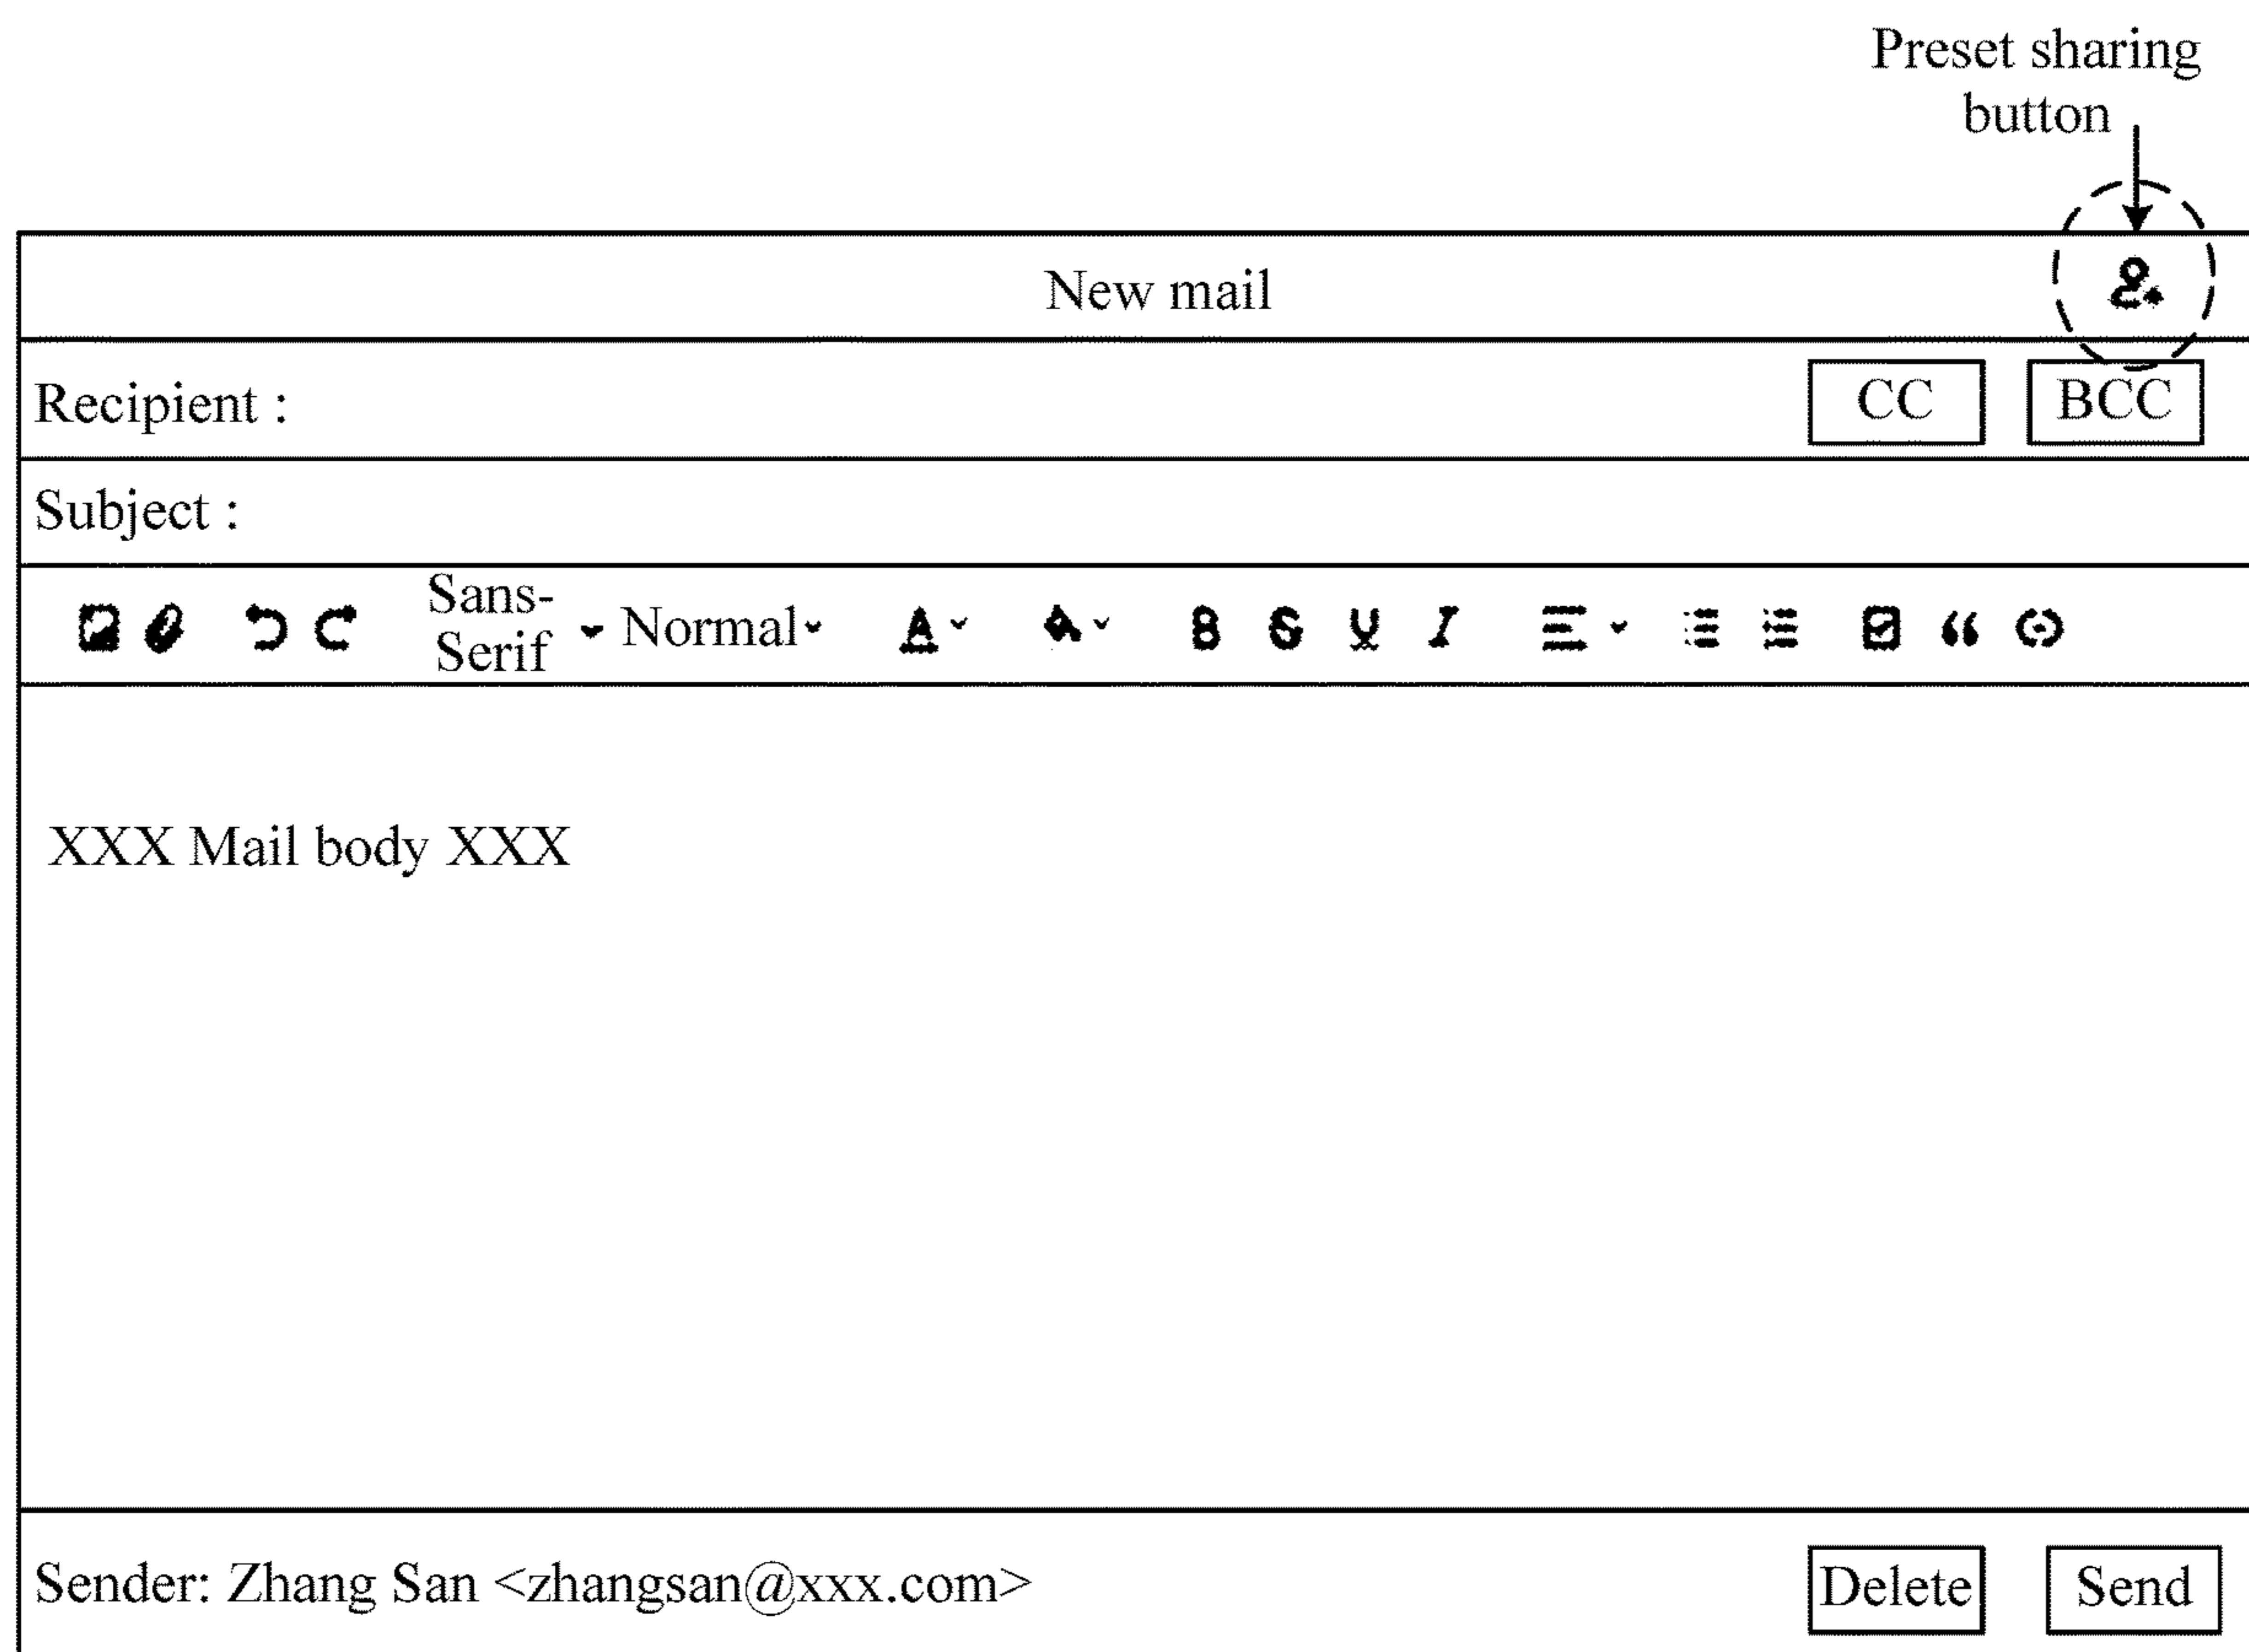 Preset sharing
button
New mail
Recipient :
CC
BCC
Subject :
Sans-
Serif
Normal
A
B
S
U
I
XXX Mail body XXX
Sender: Zhang San <zhangsan@xxx.com>
Delete
Send